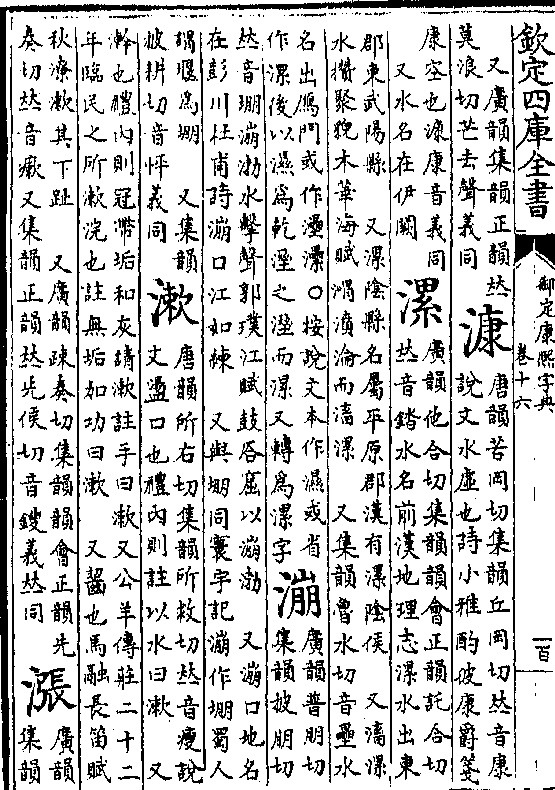 欽定四庫全書
御定康熙字典
卷十六
一百
又廣韻集韻正韻𠀤
莫浪切茫去聲義同
漮
唐韻苦岡切集韻丘岡切𠀤音康
說文水虛也詩小雅酌彼康爵箋
康空也漮康音義同
又水名在伊闕
漯
廣韻他合切集韻韻會正韻託合切
𠀤音錔水名前漢地理志漯水出東
郡東武陽縣　又漯陰縣名屬平原郡漢有漯陰侯　又滀漯
水攢聚貌木華海賦濆淪而滀漯　又集韻魯水切音壘水
名出鴈門或作灅○按說文本作濕或省
作漯後以濕爲乾溼之溼而漯又轉爲漯字
漰
廣韻普朋切
集韻披朋切
𠀤音漰渤水擊聲郭璞江賦鼓窟以漰渤　又漰口地名
在彭川杜甫詩漰口江如練　又與堋同寰宇記漰作堋蜀人
謂堰爲堋　又集韻
披耕切音怦義同
漱
唐韻所右切集韻所救切𠀤音瘦說
文盪口也禮內則註以水曰漱　又
澣也禮內則冠帶垢和灰請漱註手曰漱又公羊傳莊二十二
年臨民之所漱浣也註無垢加功曰漱　又齧也馬融長笛賦
秋潦漱其下趾　又廣韻疎奏切集韻韻會正韻先
奏切𠀤音瘶又集韻正韻𠀤先侯切音鎪義𠀤同
漲
廣韻
集韻